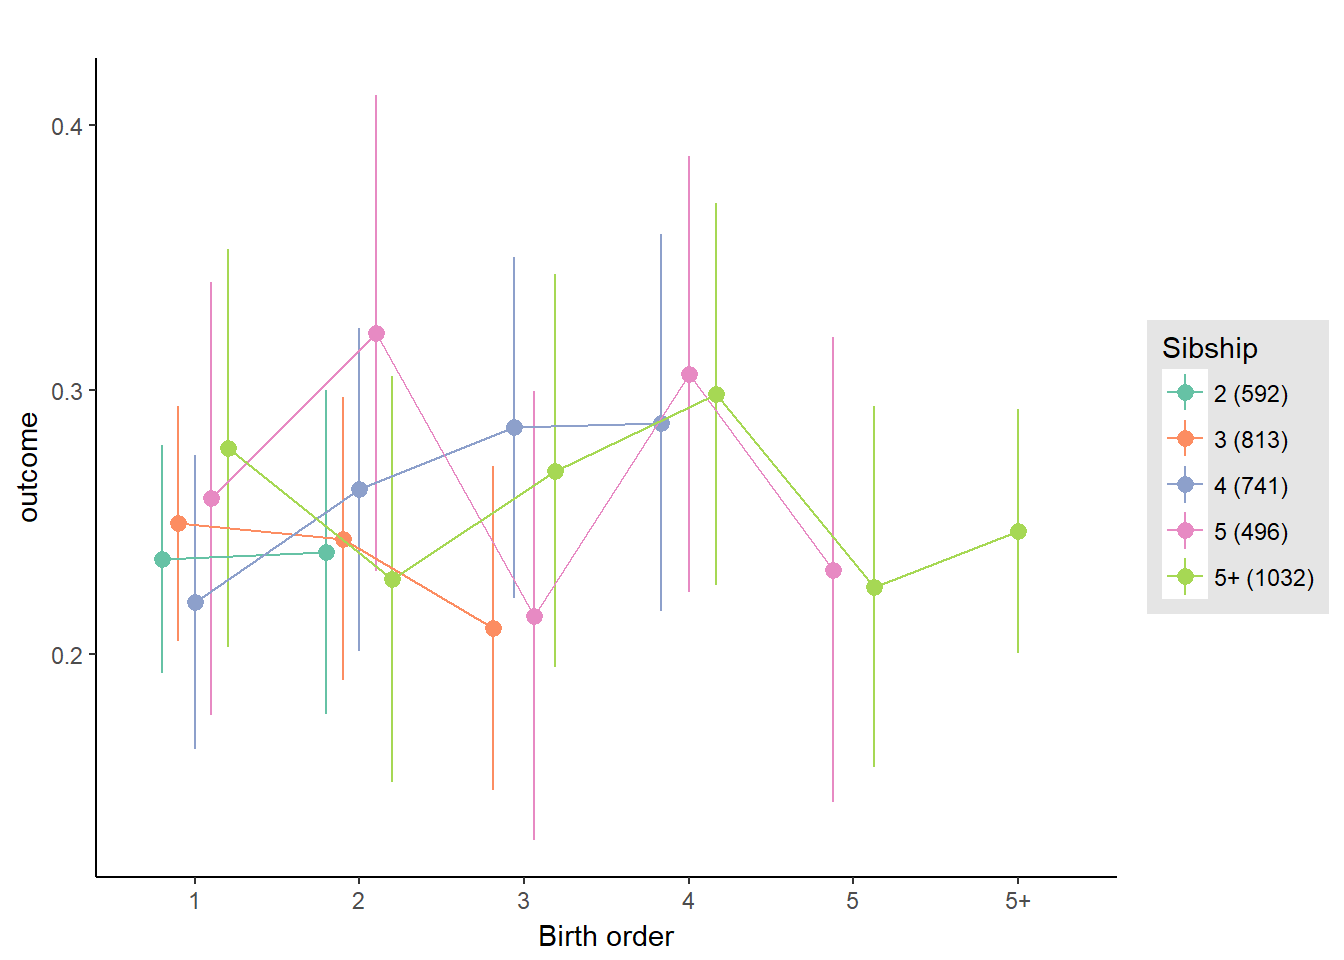 outcome
0.4
0.3
0.2
1 2 3 4 5 5+
Birth order
Sibship
2 (592)
3 (813)
4 (741)
5 (496)
5+ (1032)